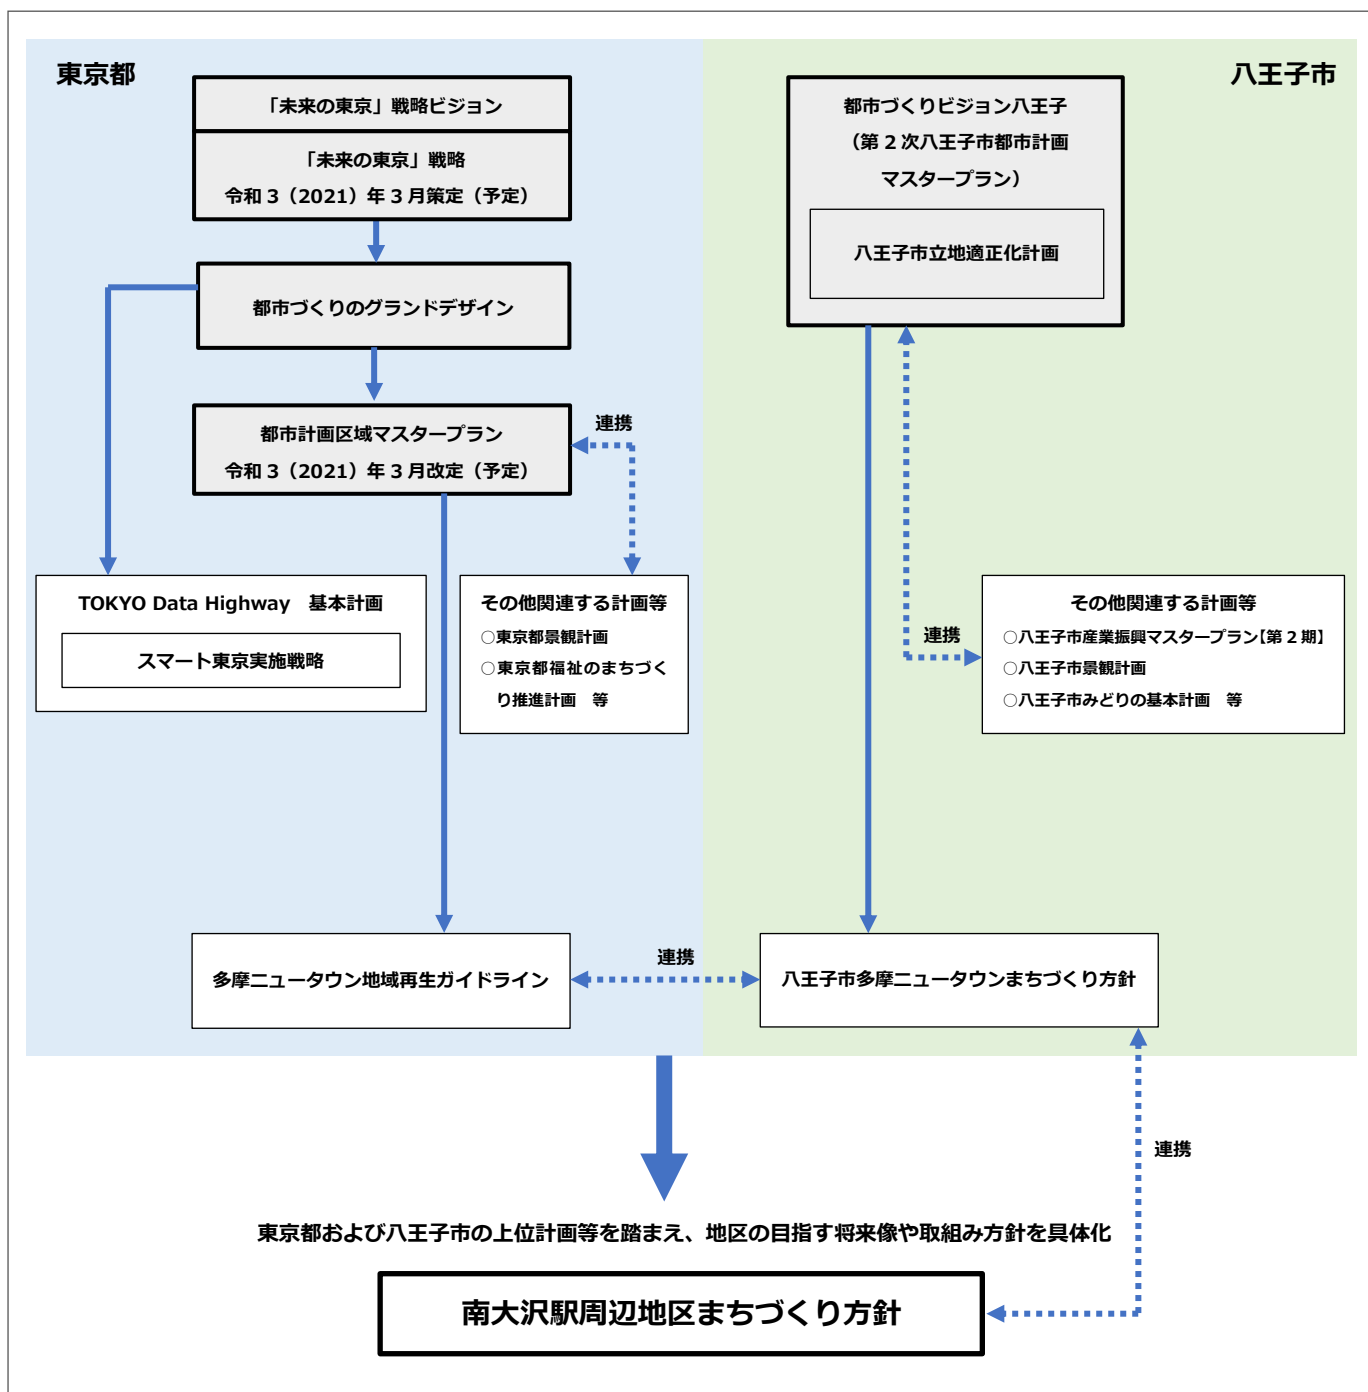 東京都
「未来の東京」戦略ビジョン
「未来の東京」戦略
令和3（2021）年3月策定（予定）
都市づくりのグランドデザイン
都市計画区域マスタープラン
令和3（2021）年3月改定（予定）
連携
TOKYO Data Highway　基本計画
スマート東京実施戦略
その他関連する計画等
○東京都景観計画
○東京都福祉のまちづく
り推進計画　等
多摩ニュータウン地域再生ガイドライン
連携
八王子市
都市づくりビジョン八王子
（第2次八王子市都市計画
マスタープラン）
八王子市立地適正化計画
連携
その他関連する計画等
○八王子市産業振興マスタープラン【第2期】
○八王子市景観計画
○八王子市みどりの基本計画　等
八王子市多摩ニュータウンまちづくり方針
連携
東京都および八王子市の上位計画等を踏まえ、地区の目指す将来像や取組み方針を具体化
南大沢駅周辺地区まちづくり方針